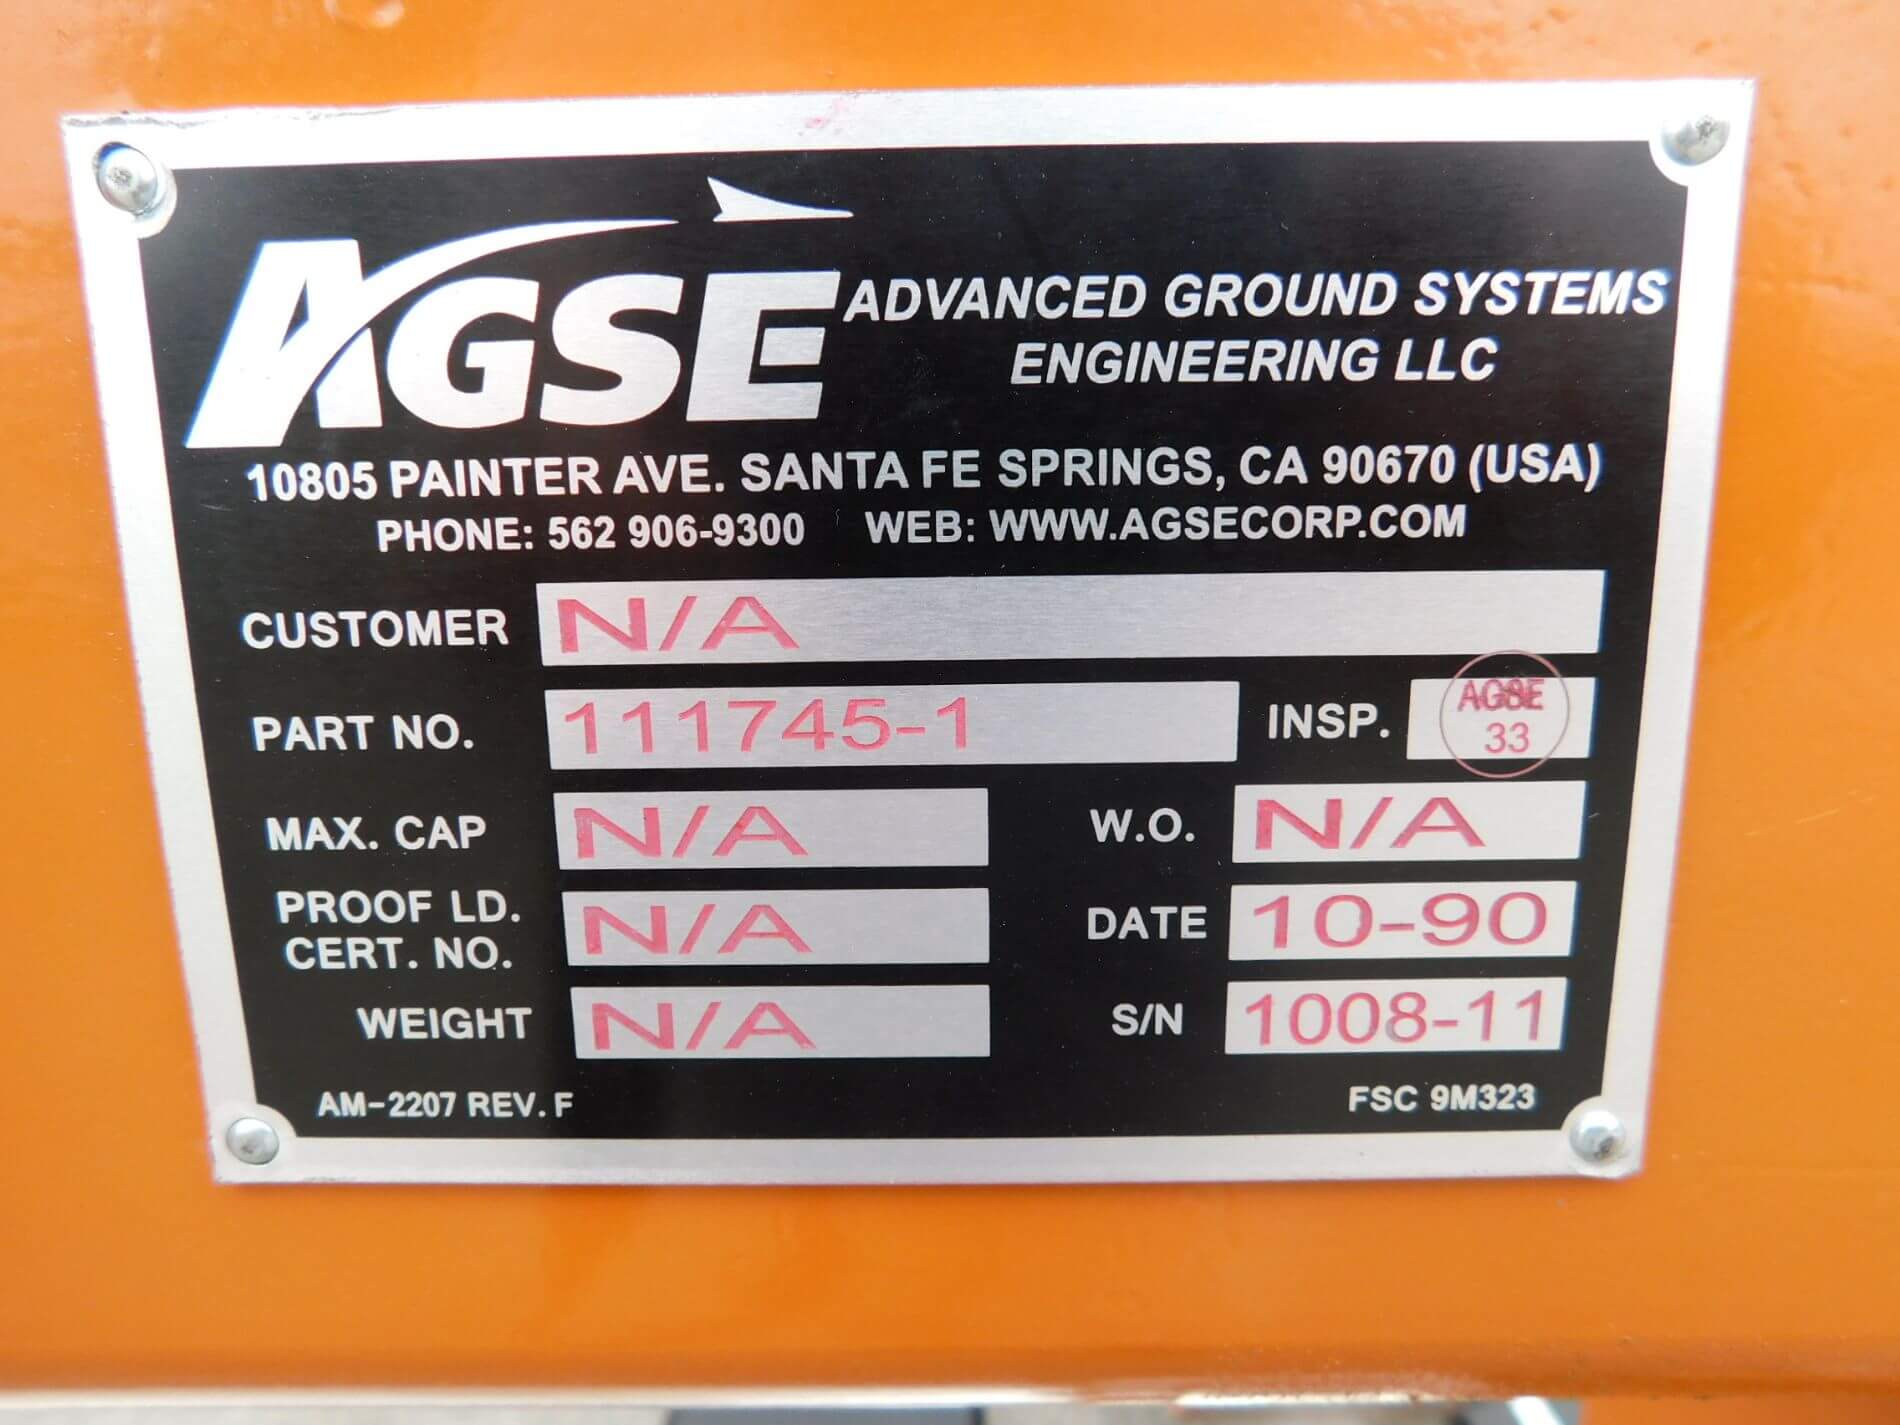 AGSE ADVANCED GROUND SYSTEMS
ENGINEERING LLC
10805 PAINTER AVE. SANTA FE SPRINGS, CA 90670 (USA)
PHONE: 562 906-9300 WEB: WWW.AGSECORP.COM
CUSTOMER N/A
PART NO. 111745-1 INSP. AGSE
33
MAX. CAP N/A W.O. N/A
PROOF LD.
CERT. NO. N/A DATE 10-90
WEIGHT N/A S/N 1008-11
AM-2207 REV. F FSC 9M323